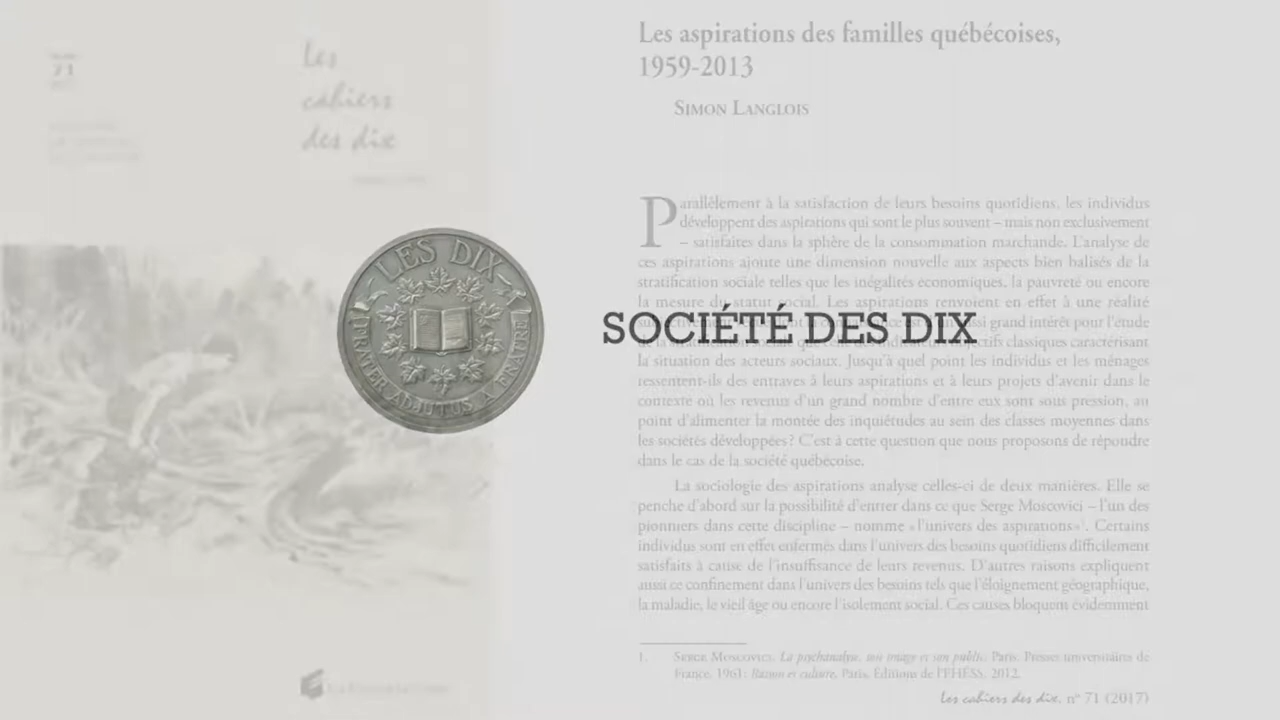 71
Les
cahiers
des dix
LES DIX
FRATER ADJUTUS A FRATRE
SOCIÉTÉ DES DIX
Les aspirations des familles québécoises,
1959-2013
SIMON LANGLOIS
Parallèlement à la satisfaction de leurs besoins quotidiens, les individus
développent des aspirations qui sont le plus souvent – mais non exclusivement
– satisfaites dans la sphère de la consommation marchande. L'analyse de
ces aspirations ajoute une dimension nouvelle aux aspects bien balisés de la
stratification sociale telles que les inégalités économiques, la pauvreté ou encore
la mesure du statut social. Les aspirations renvoient en effet à une réalité
grand intérêt pour l'étude
objectifs classiques caractérisant
la situation des acteurs sociaux. Jusqu'à quel point les individus et les ménages
ressentent-ils des entraves à leurs aspirations et à leurs projets d'avenir dans le
contexte où les revenus d'un grand nombre d'entre eux sont sous pression, au
point d'alimenter la montée des inquiétudes au sein des classes moyennes dans
les sociétés développées? C'est à cette question que nous proposons de répondre
dans le cas de la société québécoise.
La sociologie des aspirations analyse celles-ci de deux manières. Elle se
penche d'abord sur la possibilité d'entrer dans ce que Serge Moscovici – l'un des
pionniers dans cette discipline – nomme «l'univers des aspirations»¹. Certains
individus sont en effet enfermés dans l'univers des besoins quotidiens difficilement
satisfaits à cause de l'insuffisance de leurs revenus. D'autres raisons expliquent
aussi ce confinement dans l'univers des besoins tels que l'éloignement géographique,
la maladie, le vieil âge ou encore l'isolement social. Ces causes bloquent évidemment
1. SERGE MOSCOVICI, La psychanalyse, son image et son public, Paris, Presses universitaires de
France, 1961; Raison et culture, Paris, Éditions de l'EHÉSS, 2012.
Les cahiers des dix, nº 71 (2017)